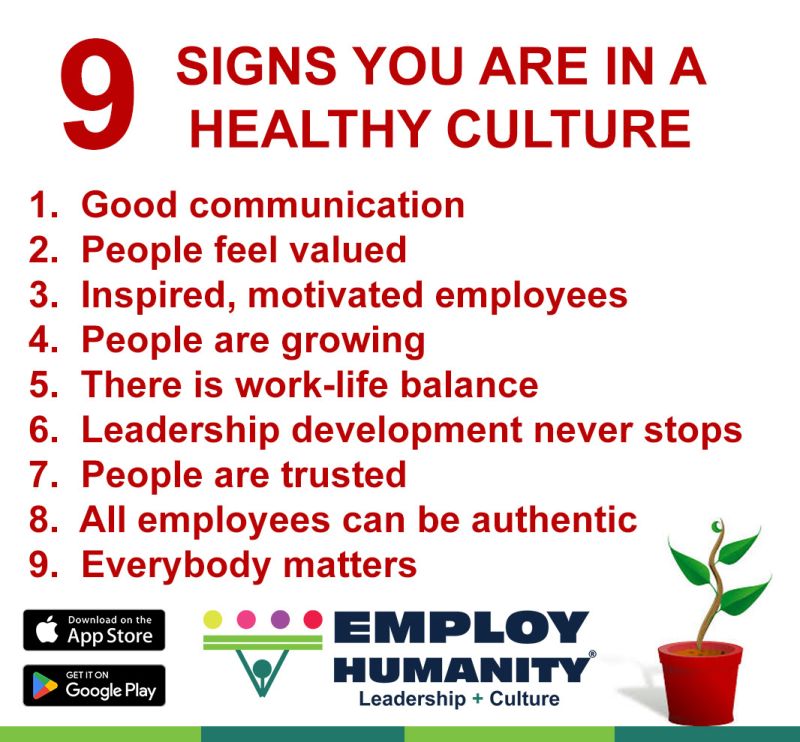 9 SIGNS YOU ARE IN A
HEALTHY CULTURE
1. Good communication
2. People feel valued
3. Inspired, motivated employees
4. People are growing
5. There is work-life balance
6. Leadership development never stops
7. People are trusted
8. All employees can be authentic
9. Everybody matters
Download on the
App Store
GET IT ON
Google Play
EMPLOY
HUMANITY®
Leadership + Culture